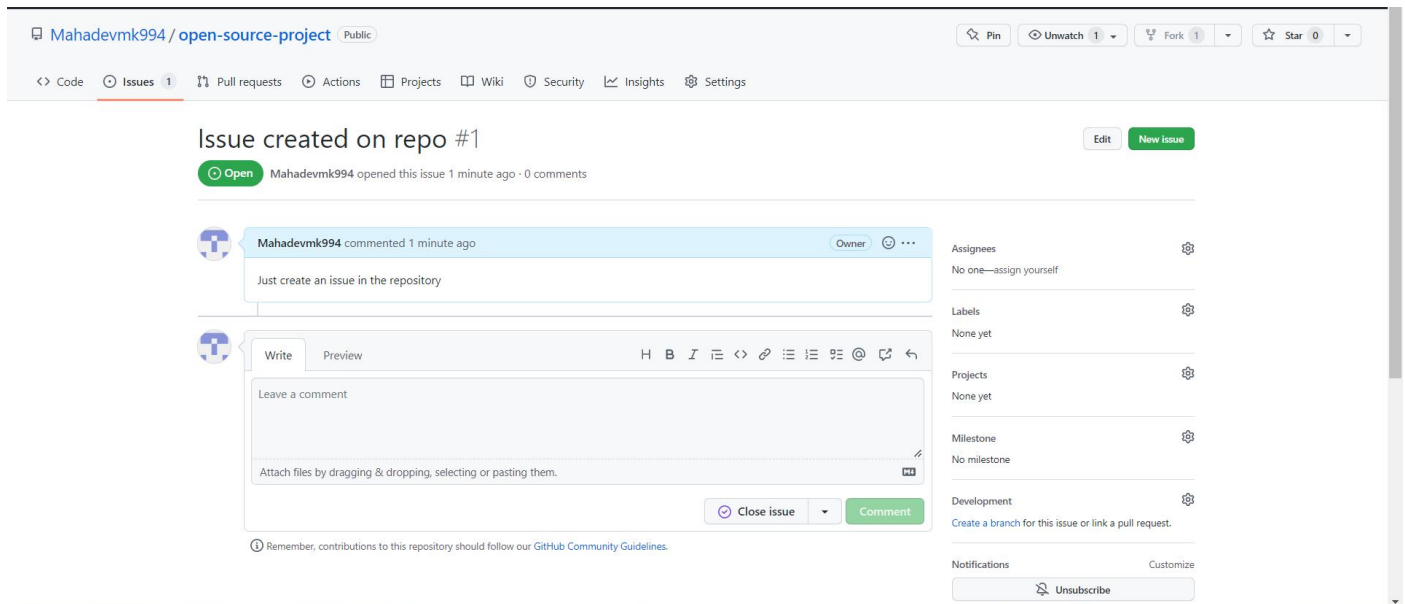 Mahadevmk994 / open-source-project Public
Pin Unwatch 1 Fork 1 Star 0
Code Issues 1 Pull requests Actions Projects Wiki Security Insights Settings
Issue created on repo #1
Edit New issue
Open Mahadevmk994 opened this issue 1 minute ago · 0 comments
Mahadevmk994 commented 1 minute ago Owner
Just create an issue in the repository
Write Preview
Leave a comment
Attach files by dragging & dropping, selecting or pasting them.
Close issue Comment
Remember, contributions to this repository should follow our GitHub Community Guidelines.
Assignees
No one—assign yourself
Labels
None yet
Projects
None yet
Milestone
No milestone
Development
Create a branch for this issue or link a pull request.
Notifications Customize
Unsubscribe